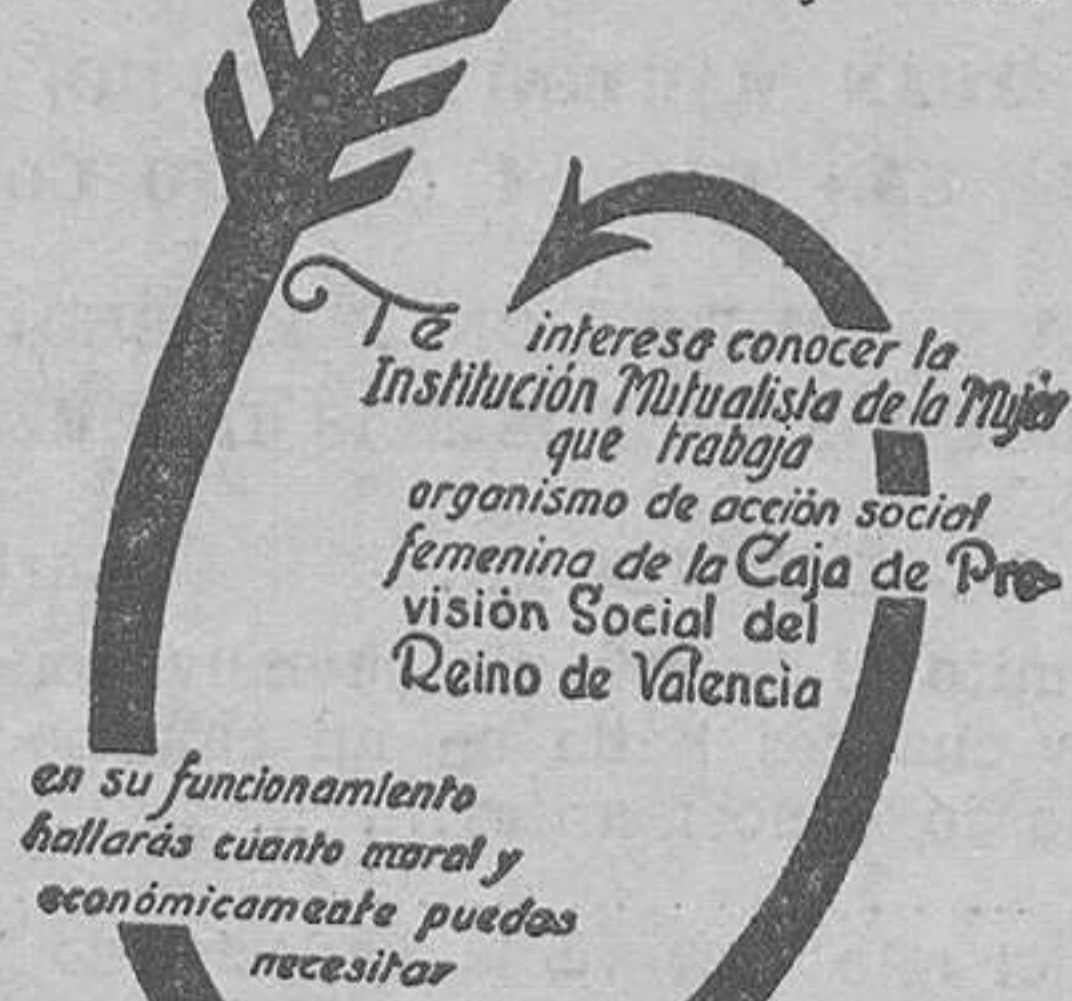 Te interesa conocer la
Institución Mutualista de la Mujer
que trabaja
organismo de acción social
femenina de la Caja de Pre-
visión Social del
Reino de Valencia
en su funcionamiento
hallarás cuanto moral y
económicamente puedas
necesitar